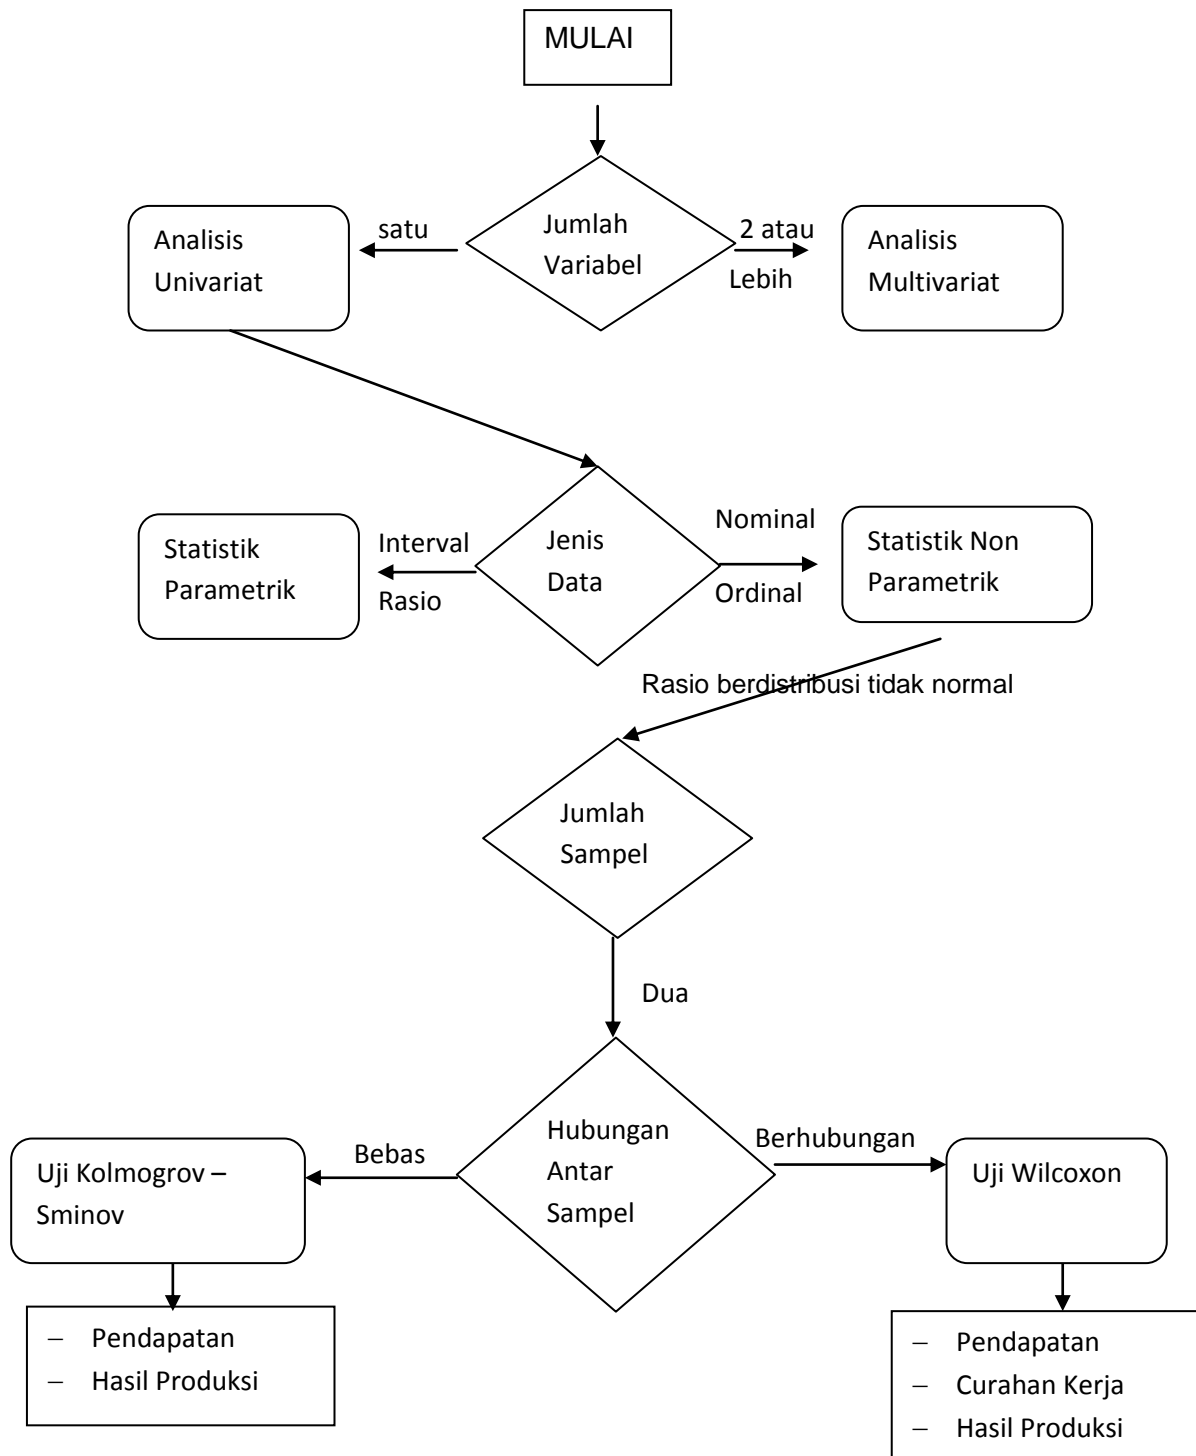 MULAI
Jumlah
Variabel
satu
2 atau
Lebih
Analisis
Univariat
Analisis
Multivariat
Jenis
Data
Interval
Rasio
Nominal
Ordinal
Statistik
Parametrik
Statistik Non
Parametrik
Rasio berdistribusi tidak normal
Jumlah
Sampel
Dua
Hubungan
Antar
Sampel
Bebas
Berhubungan
Uji Kolmogrov –
Sminov
Uji Wilcoxon
– Pendapatan
– Hasil Produksi
– Pendapatan
– Curahan Kerja
– Hasil Produksi